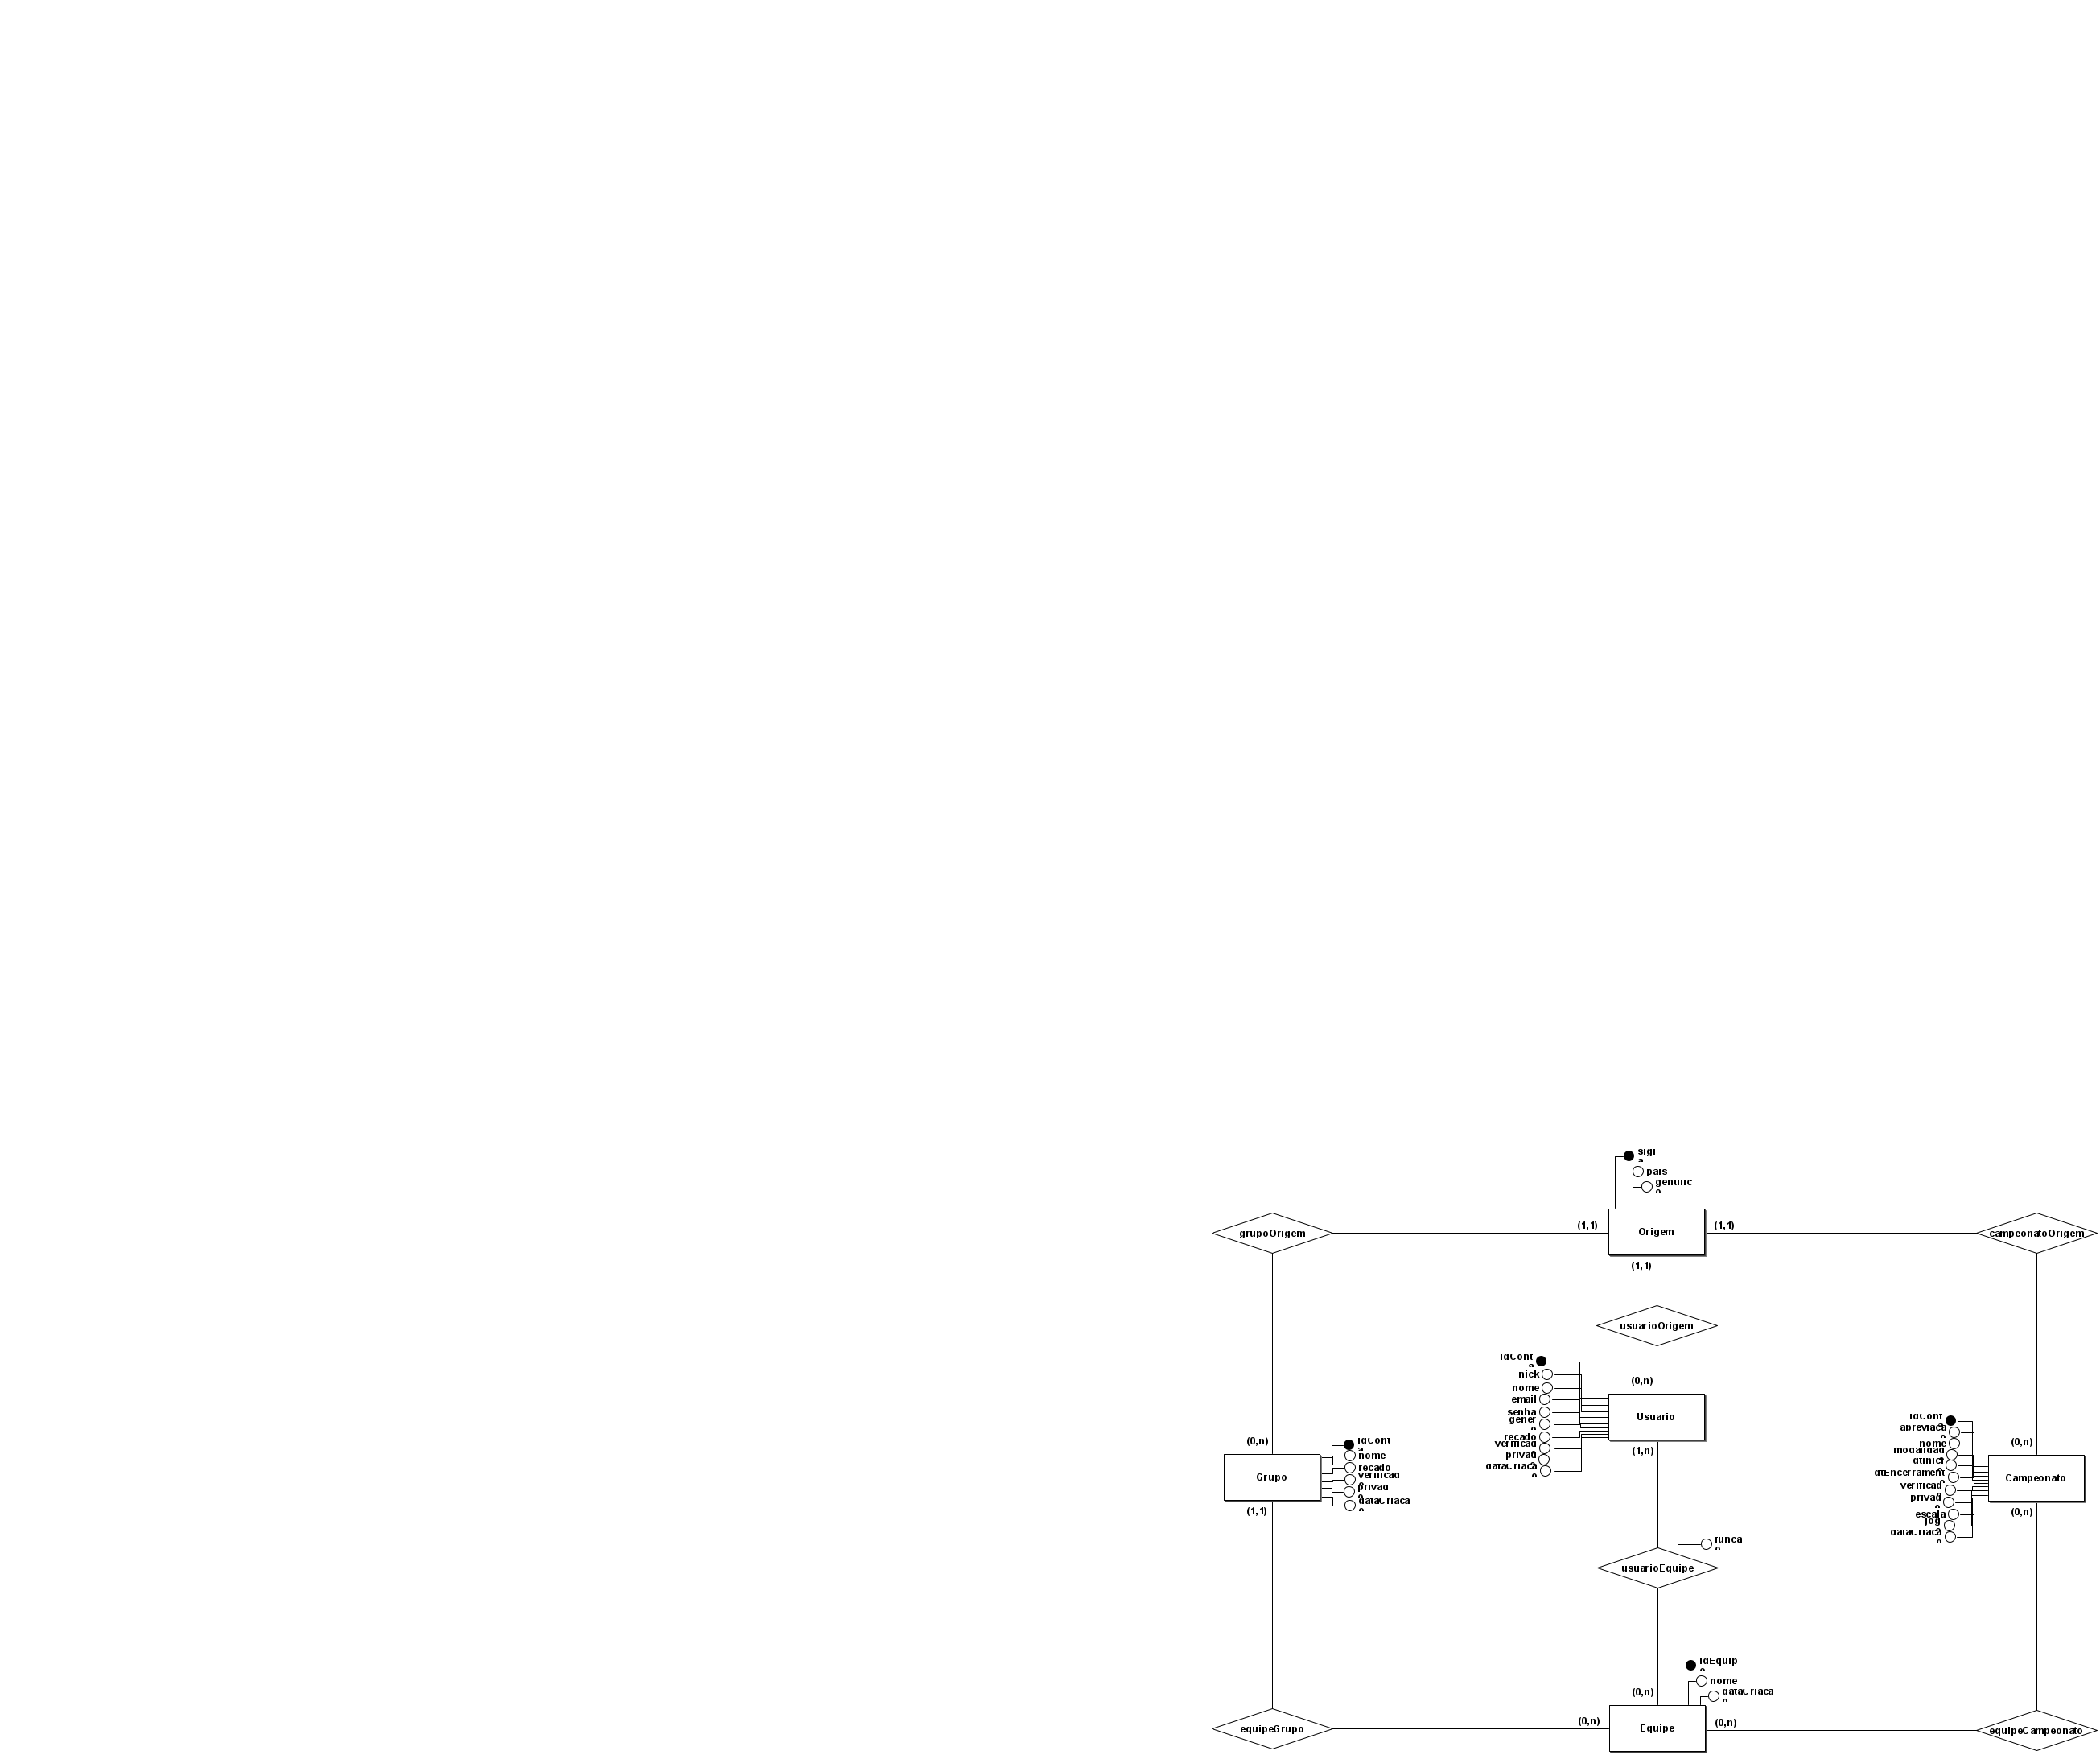 sigla
pais
gentilico
grupoOrigem
(1,1)
Origem
(1,1)
campeonatoOrigem
(1,1)
usuarioOrigem
idConta
nick
(0,n)
nome
email
senha
Usuario
genero
recado
verificado
privado
dataCriacao
(1,n)
(0,n)
idConta
nome
recado
verificado
privado
dataCriacao
Grupo
(1,1)
idConta
abreviacao
nome
modalidade
dtInicio
dtEncerramento
verificado
privado
escala
jogo
dataCriacao
(0,n)
Campeonato
(0,n)
funcao
usuarioEquipe
idEquipe
nome
dataCriacao
(0,n)
equipeGrupo
(0,n)
Equipe
(0,n)
equipeCampeonato